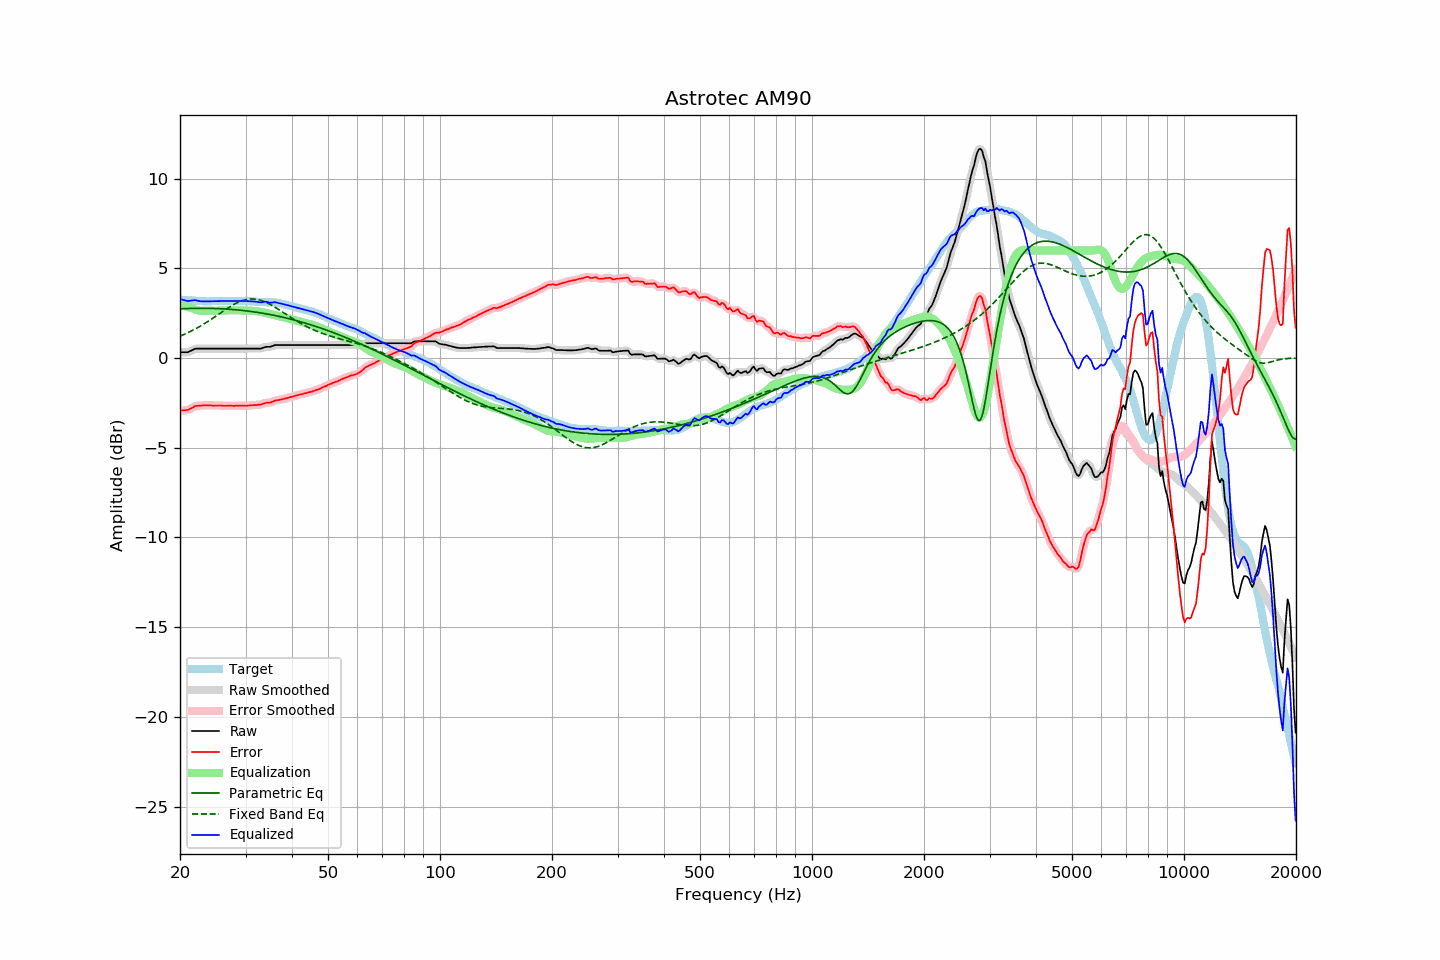 Astrotec AM90
10
5
0
−5
−10
−15
−20
−25
Amplitude (dBr)
Target
Raw Smoothed
Error Smoothed
Raw
Error
Equalization
Parametric Eq
Fixed Band Eq
Equalized
20 50 100 200 500 1000 2000 5000 10000 20000
Frequency (Hz)